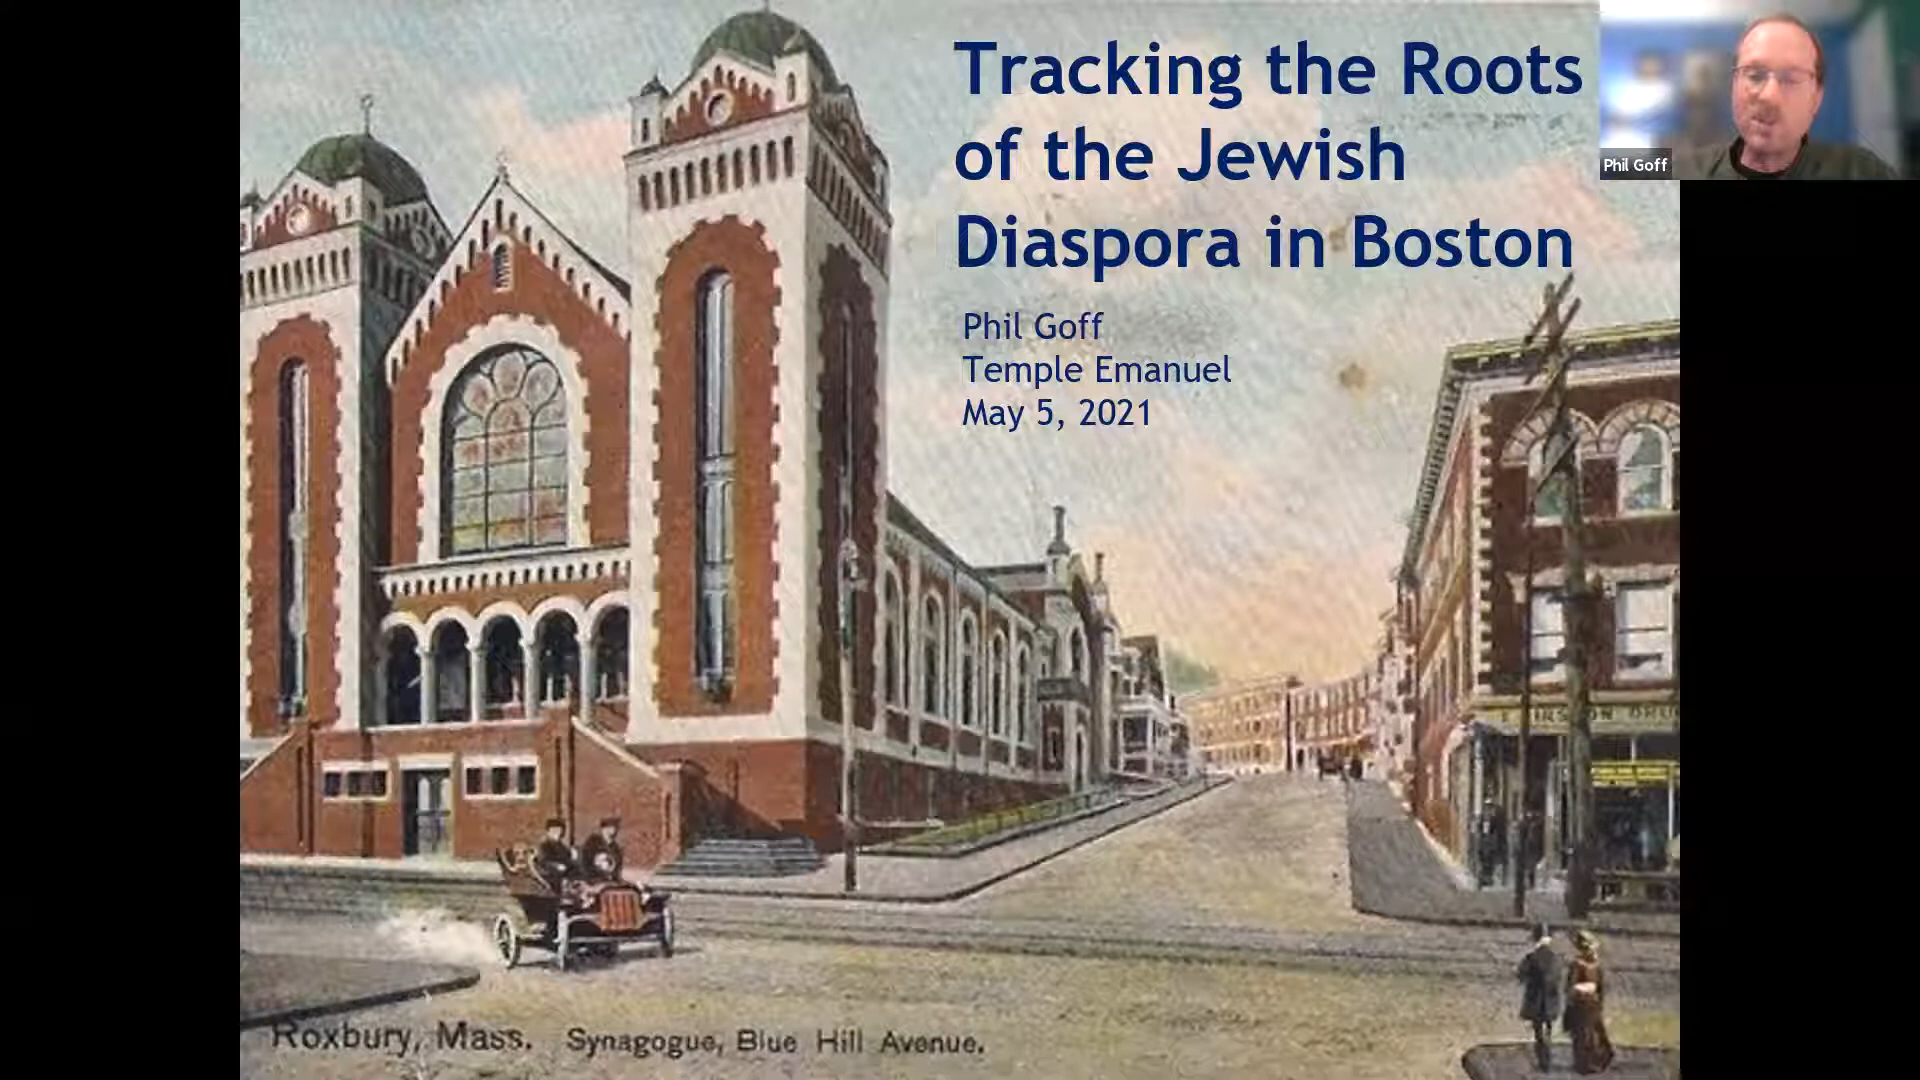 Tracking the Roots
of the Jewish
Diaspora in Boston
Phil Goff
Phil Goff
Temple Emanuel
May 5, 2021
Roxbury, Mass. Synagogue, Blue Hill Avenue.